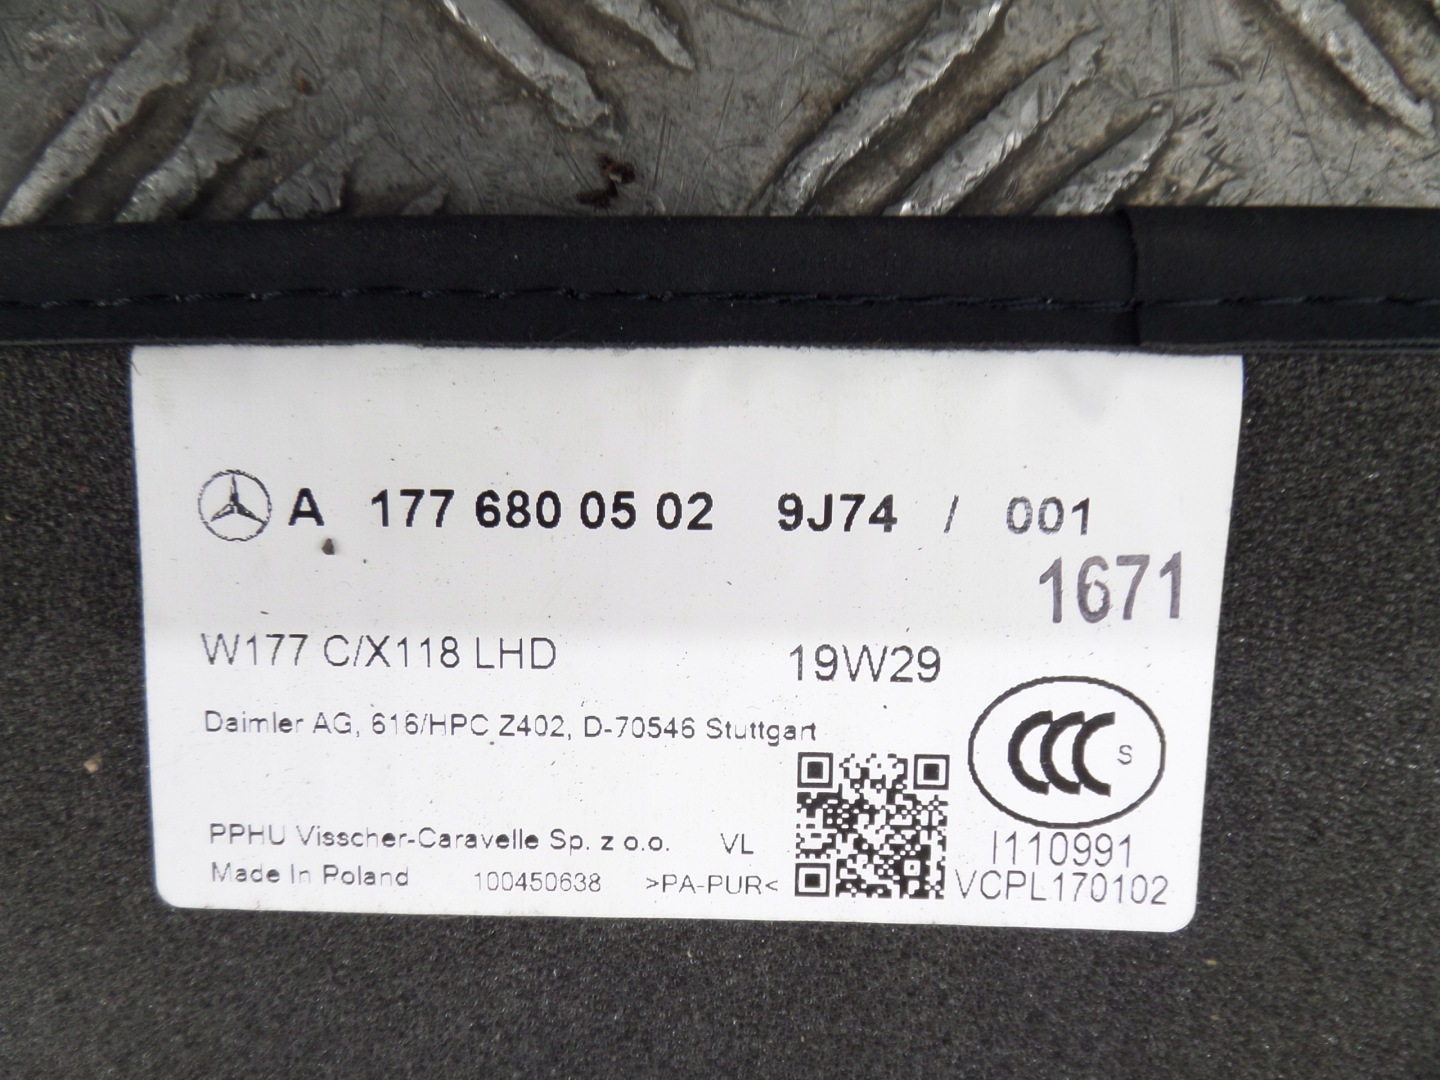 A 177 680 05 02 9J74 / 001
1671
W177 C/X118 LHD 19W29
Daimler AG, 616/HPC Z402, D-70546 Stuttgart
CCC S
PPHU Visscher-Caravelle Sp. z o.o. VL I110991
Made In Poland 100450638 >PA-PUR< VCPL170102